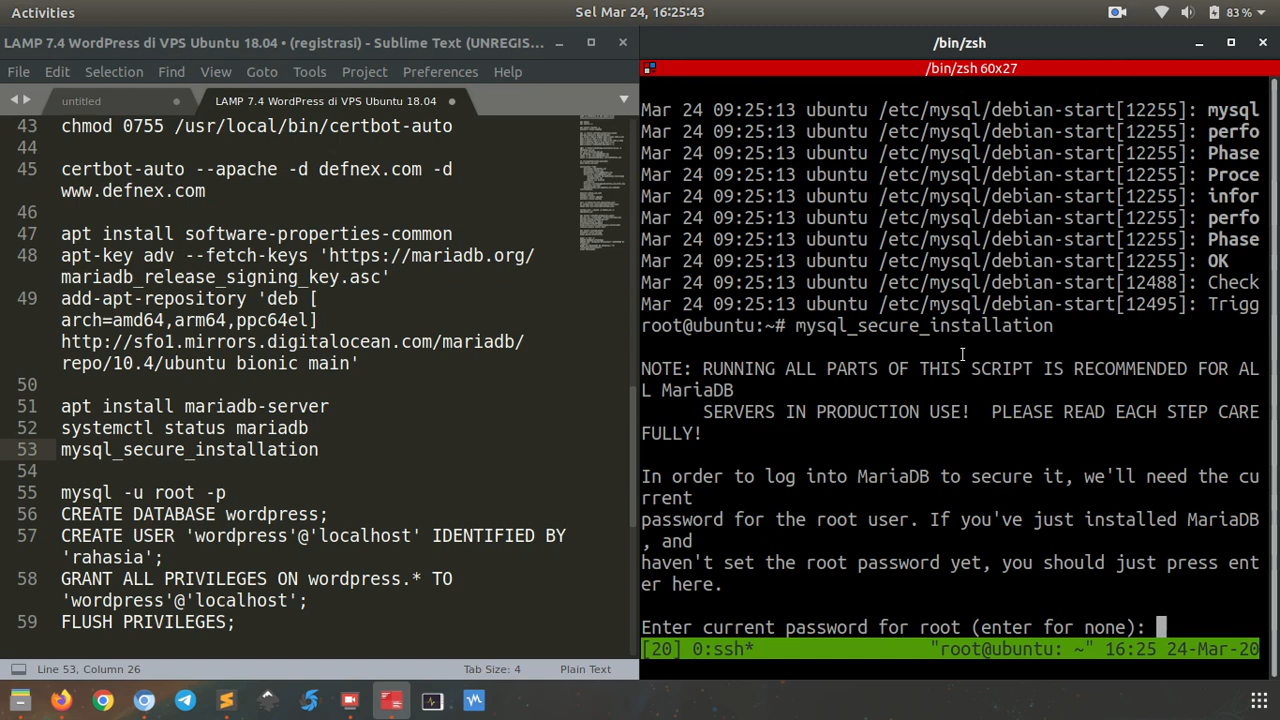 Activities
Sel Mar 24, 16:25:43
83 %
LAMP 7.4 WordPress di VPS Ubuntu 18.04 • (registrasi) - Sublime Text (UNREGIS...
File Edit Selection Find View Goto Tools Project Preferences Help
untitled
LAMP 7.4 WordPress di VPS Ubuntu 18.04
43 chmod 0755 /usr/local/bin/certbot-auto
44
45 certbot-auto --apache -d defnex.com -d
www.defnex.com
46
47 apt install software-properties-common
48 apt-key adv --fetch-keys 'https://mariadb.org/
mariadb_release_signing_key.asc'
49 add-apt-repository 'deb [
arch=amd64,arm64,ppc64el]
http://sfo1.mirrors.digitalocean.com/mariadb/
repo/10.4/ubuntu bionic main'
50
51 apt install mariadb-server
52 systemctl status mariadb
53 mysql_secure_installation
54
55 mysql -u root -p
56 CREATE DATABASE wordpress;
57 CREATE USER 'wordpress'@'localhost' IDENTIFIED BY
'rahasia';
58 GRANT ALL PRIVILEGES ON wordpress.* TO
'wordpress'@'localhost';
59 FLUSH PRIVILEGES;
Line 53, Column 26
Tab Size: 4
Plain Text
/bin/zsh
/bin/zsh 60x27
Mar 24 09:25:13 ubuntu /etc/mysql/debian-start[12255]: mysql
Mar 24 09:25:13 ubuntu /etc/mysql/debian-start[12255]: perfo
Mar 24 09:25:13 ubuntu /etc/mysql/debian-start[12255]: Phase
Mar 24 09:25:13 ubuntu /etc/mysql/debian-start[12255]: Proce
Mar 24 09:25:13 ubuntu /etc/mysql/debian-start[12255]: infor
Mar 24 09:25:13 ubuntu /etc/mysql/debian-start[12255]: perfo
Mar 24 09:25:13 ubuntu /etc/mysql/debian-start[12255]: Phase
Mar 24 09:25:13 ubuntu /etc/mysql/debian-start[12255]: OK
Mar 24 09:25:13 ubuntu /etc/mysql/debian-start[12488]: Check
Mar 24 09:25:13 ubuntu /etc/mysql/debian-start[12495]: Trigg
root@ubuntu:~# mysql_secure_installation
NOTE: RUNNING ALL PARTS OF THIS SCRIPT IS RECOMMENDED FOR AL
L MariaDB
SERVERS IN PRODUCTION USE!  PLEASE READ EACH STEP CARE
FULLY!
In order to log into MariaDB to secure it, we'll need the cu
rrent
password for the root user. If you've just installed MariaDB
, and
haven't set the root password yet, you should just press ent
er here.
Enter current password for root (enter for none):
[20] 0:ssh* "root@ubuntu: ~" 16:25 24-Mar-20